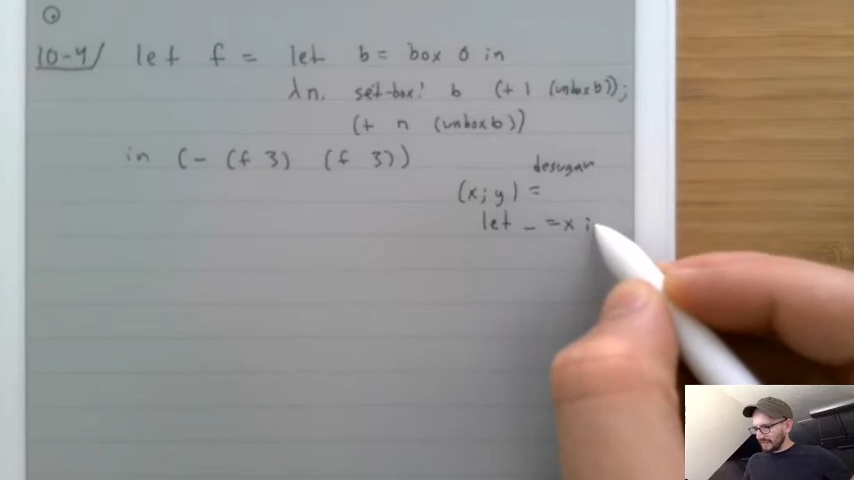 10-4/ let f = let b = box 0 in
λn. set-box! b (+ 1 (unbox b));
(+ n (unbox b))
in (- (f 3) (f 3))
desugar
(x; y) =
let _ = x i